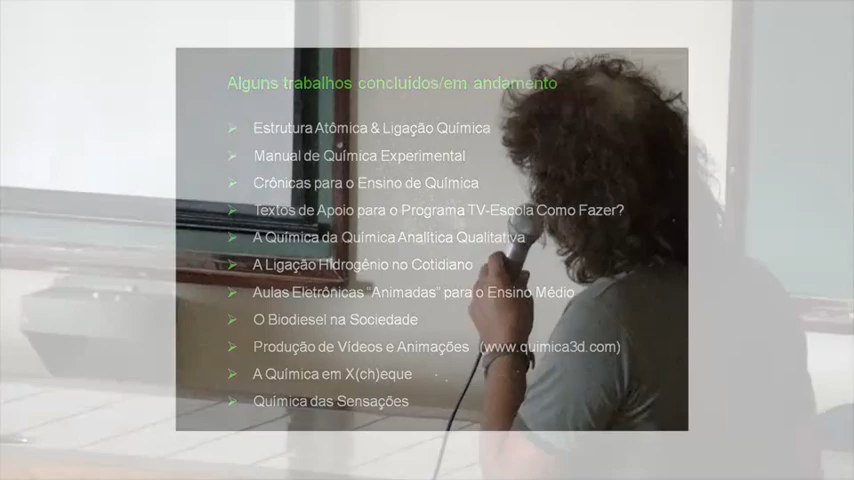 Alguns trabalhos concluídos/em andamento
Estrutura Atômica & Ligação Química
Manual de Química Experimental
Crônicas para o Ensino de Química
Textos de Apoio para o Programa TV-Escola Como Fazer?
A Química da Química Analítica Qualitativa
A Ligação Hidrogênio no Cotidiano
Aulas Eletrônicas "Animadas" para o Ensino Médio
O Biodiesel na Sociedade
Produção de Vídeos e Animações (www.quimica3d.com)
A Química em X(ch)eque
Química das Sensações